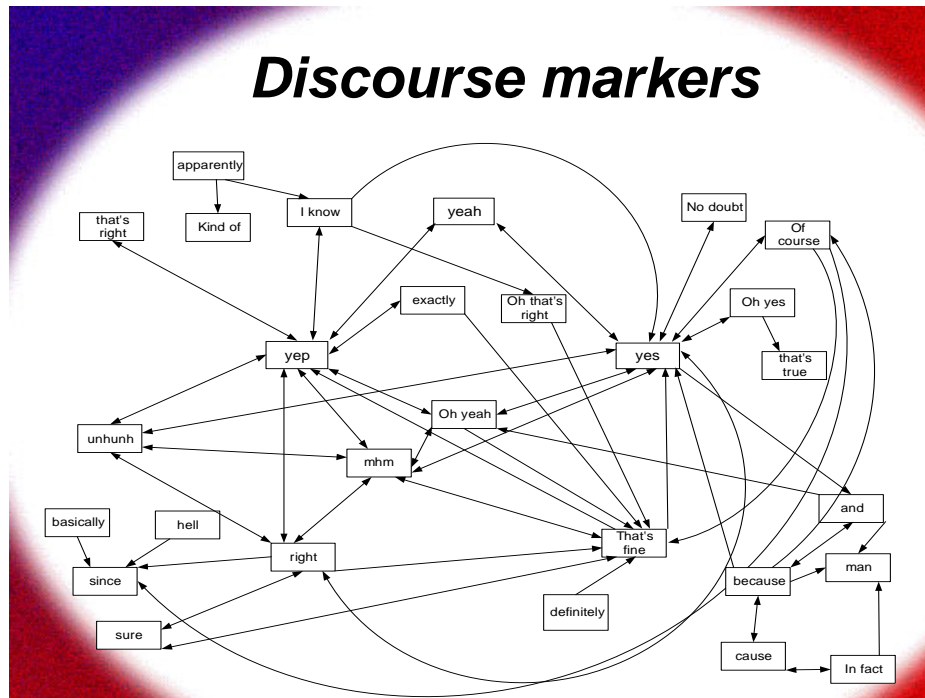 Discourse markers
apparently
I know
Kind of
that's
right
yeah
No doubt
Of
course
exactly
Oh that's
right
Oh yes
yep
yes
that's
true
Oh yeah
unhunh
mhm
basically
hell
and
That's
fine
right
since
because
man
definitely
sure
cause
In fact